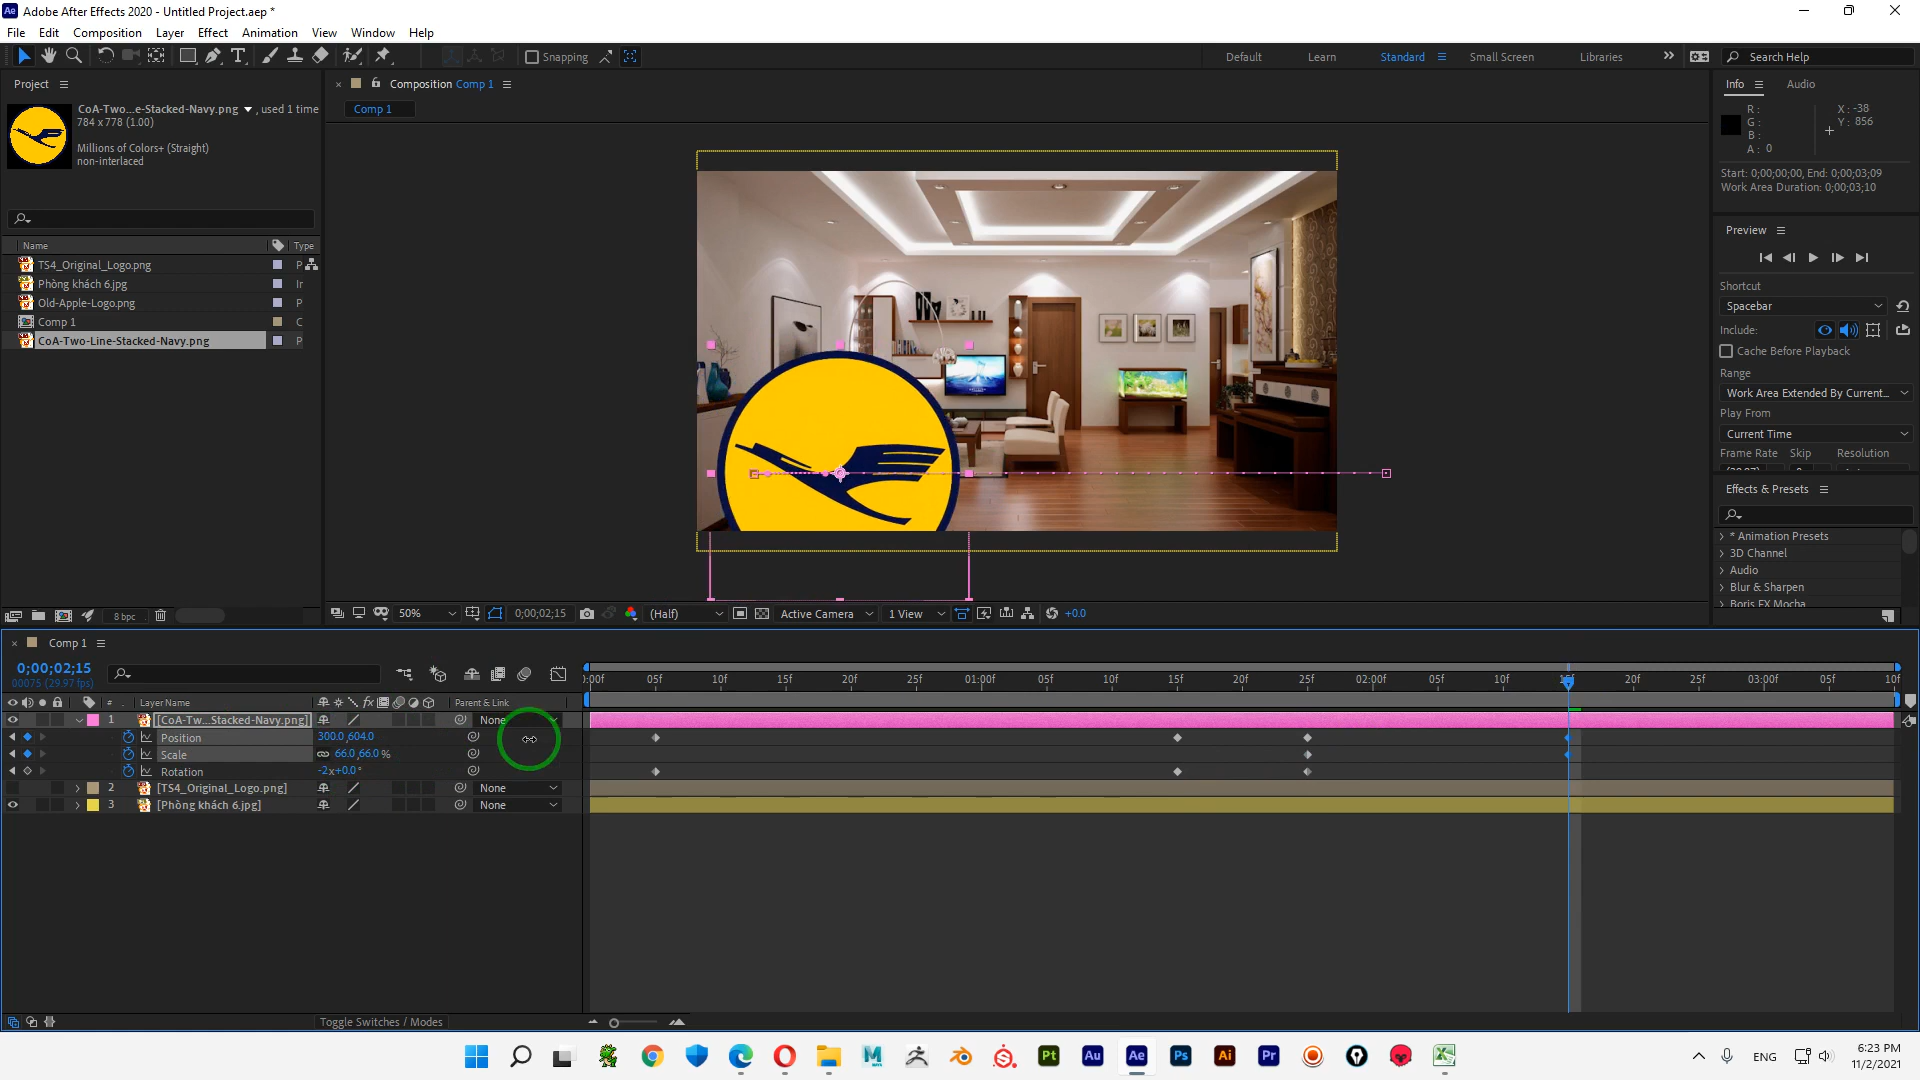 Adobe After Effects 2020 - Untitled Project.aep *
File Edit Composition Layer Effect Animation View Window Help
Snapping
Default Learn Standard Small Screen Libraries
Search Help
Project
CoA-Two...e-Stacked-Navy.png , used 1 time
784 x 778 (1.00)
Millions of Colors+ (Straight)
non-interlaced
Name Type
TS4_Original_Logo.png P
Phòng khách 6.jpg Ir
Old-Apple-Logo.png P
Comp 1 C
CoA-Two-Line-Stacked-Navy.png P
8 bpc
Composition Comp 1
Comp 1
50% 0;00;02;15 (Half) Active Camera 1 View +0.0
Info Audio
R :
G :
B :
A : 0
X : -38
Y : 856
Start: 0;00;00;00, End: 0;00;03;09
Work Area Duration: 0;00;03;10
Preview
Shortcut
Spacebar
Include:
Cache Before Playback
Range
Work Area Extended By Current...
Play From
Current Time
Frame Rate Skip Resolution
Effects & Presets
* Animation Presets
3D Channel
Audio
Blur & Sharpen
Boris FX Mocha
Comp 1
0;00;02;15
00075 (29.97 fps)
:00f 05f 10f 15f 20f 25f 01:00f 05f 10f 15f 20f 25f 02:00f 05f 10f 15f 20f 25f 03:00f 05f 10f
# Layer Name Parent & Link
1 [CoA-Tw...Stacked-Navy.png] None
Position 300.0,604.0
Scale 66.0,66.0 %
Rotation -2x+0.0°
2 [TS4_Original_Logo.png] None
3 [Phòng khách 6.jpg] None
Toggle Switches / Modes
Pt Au Ae Ps Ai Pr
ENG
6:23 PM
11/2/2021